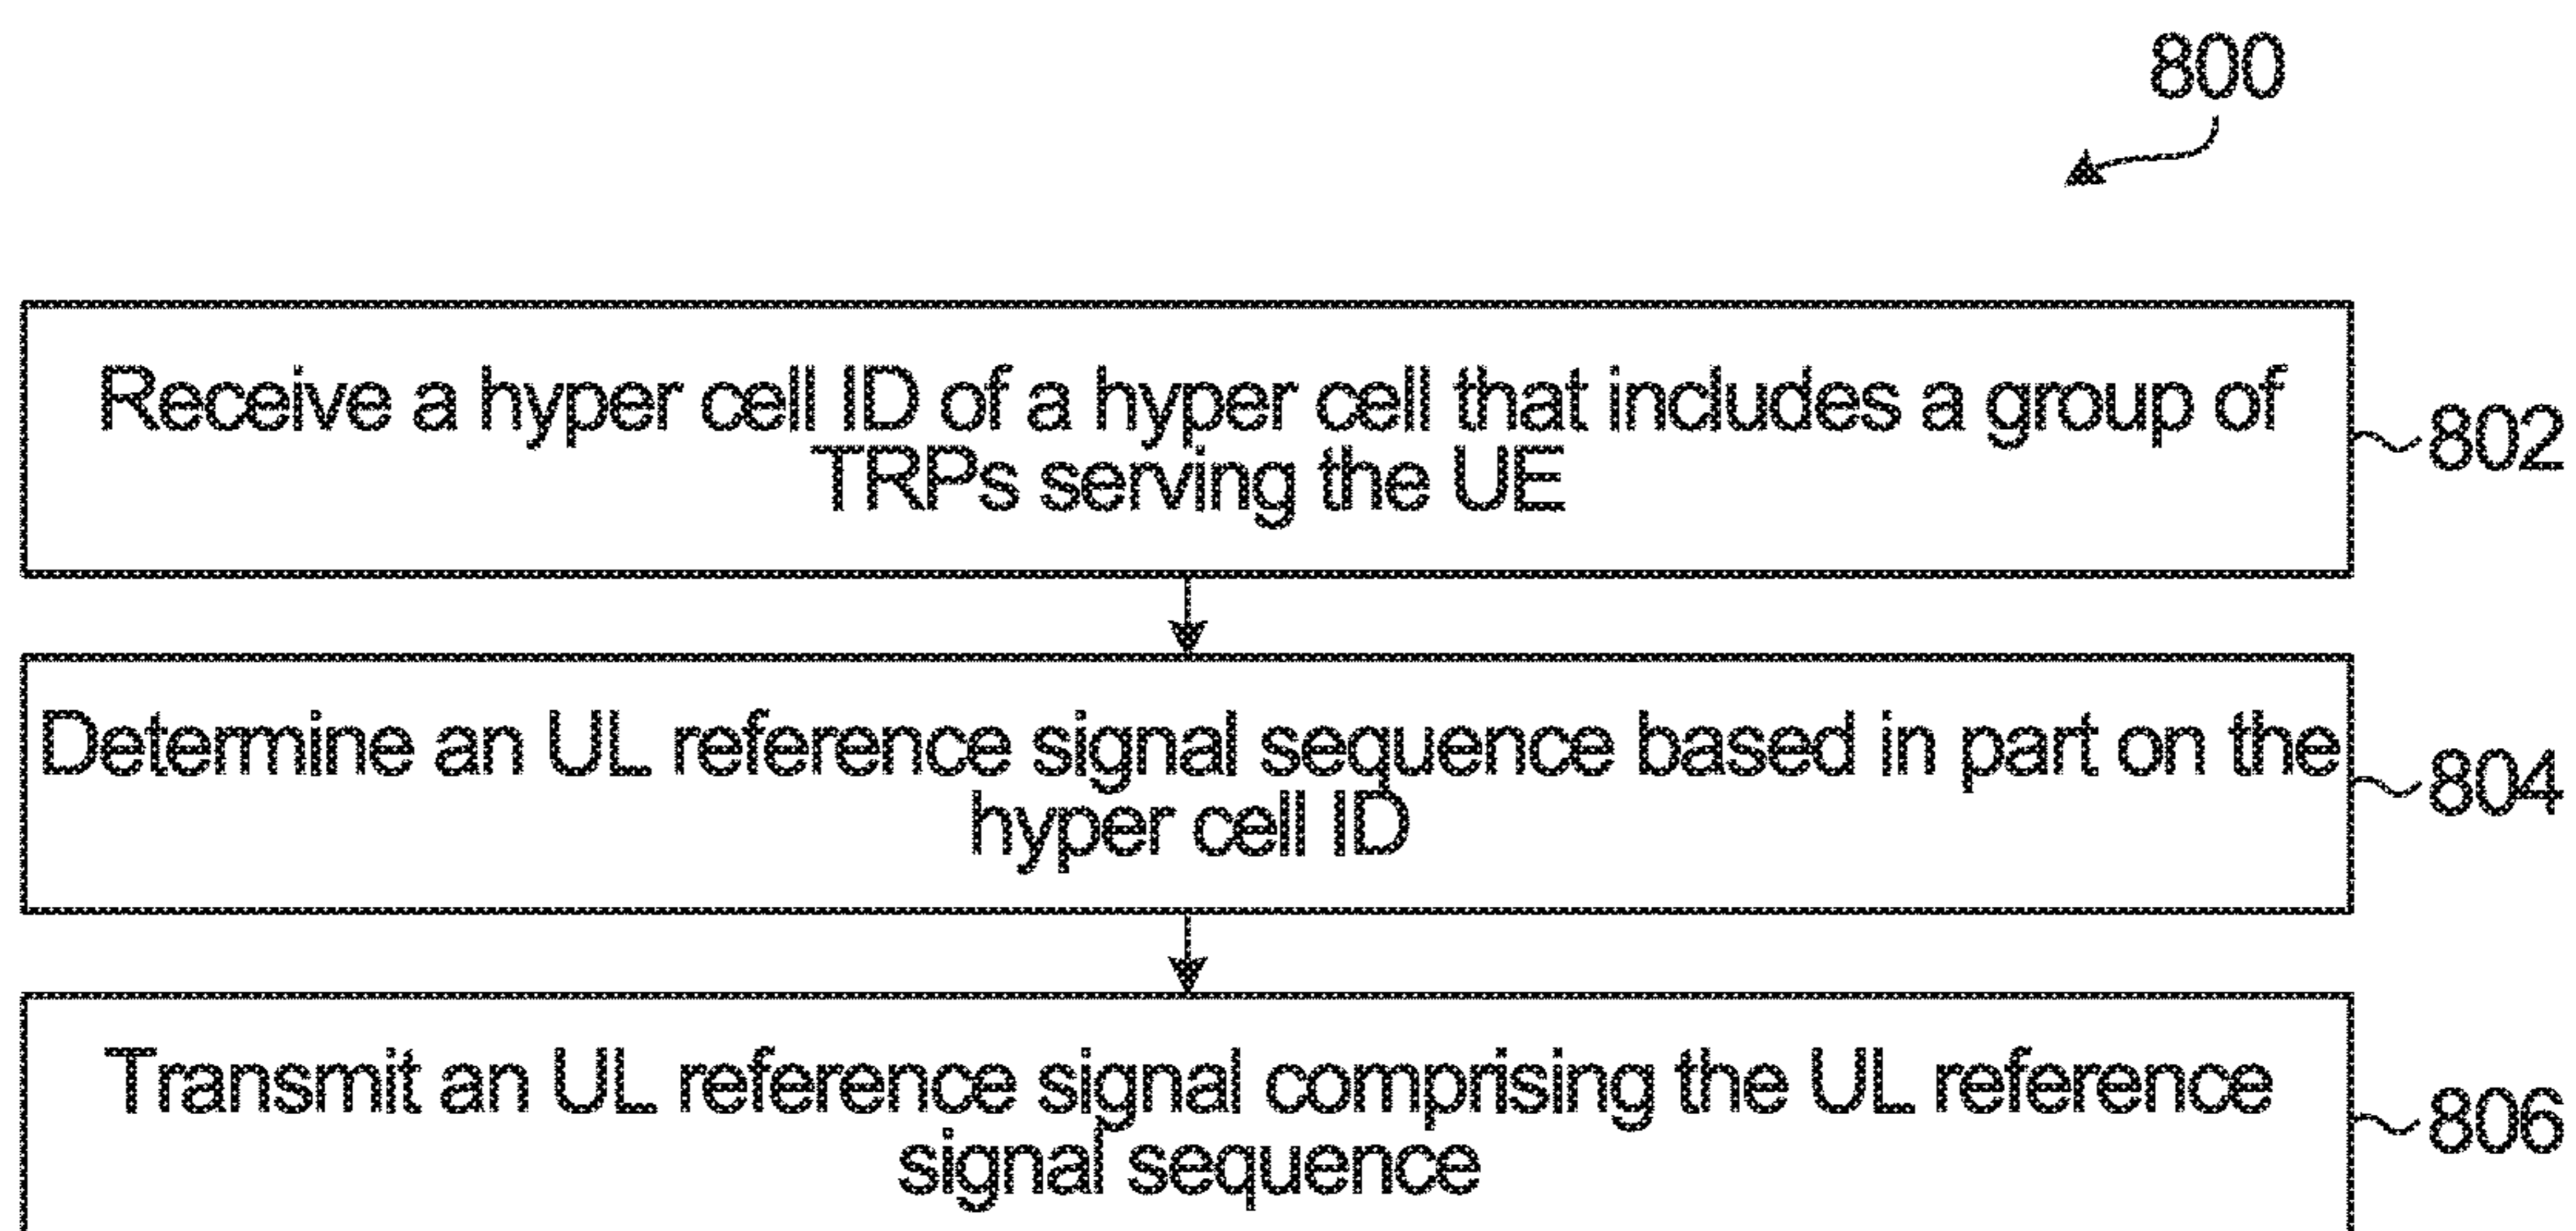 800
Receive a hyper cell ID of a hyper cell that includes a group of
TRPs serving the UE
802
Determine an UL reference signal sequence based in part on the
hyper cell ID
804
Transmit an UL reference signal comprising the UL reference
signal sequence
806